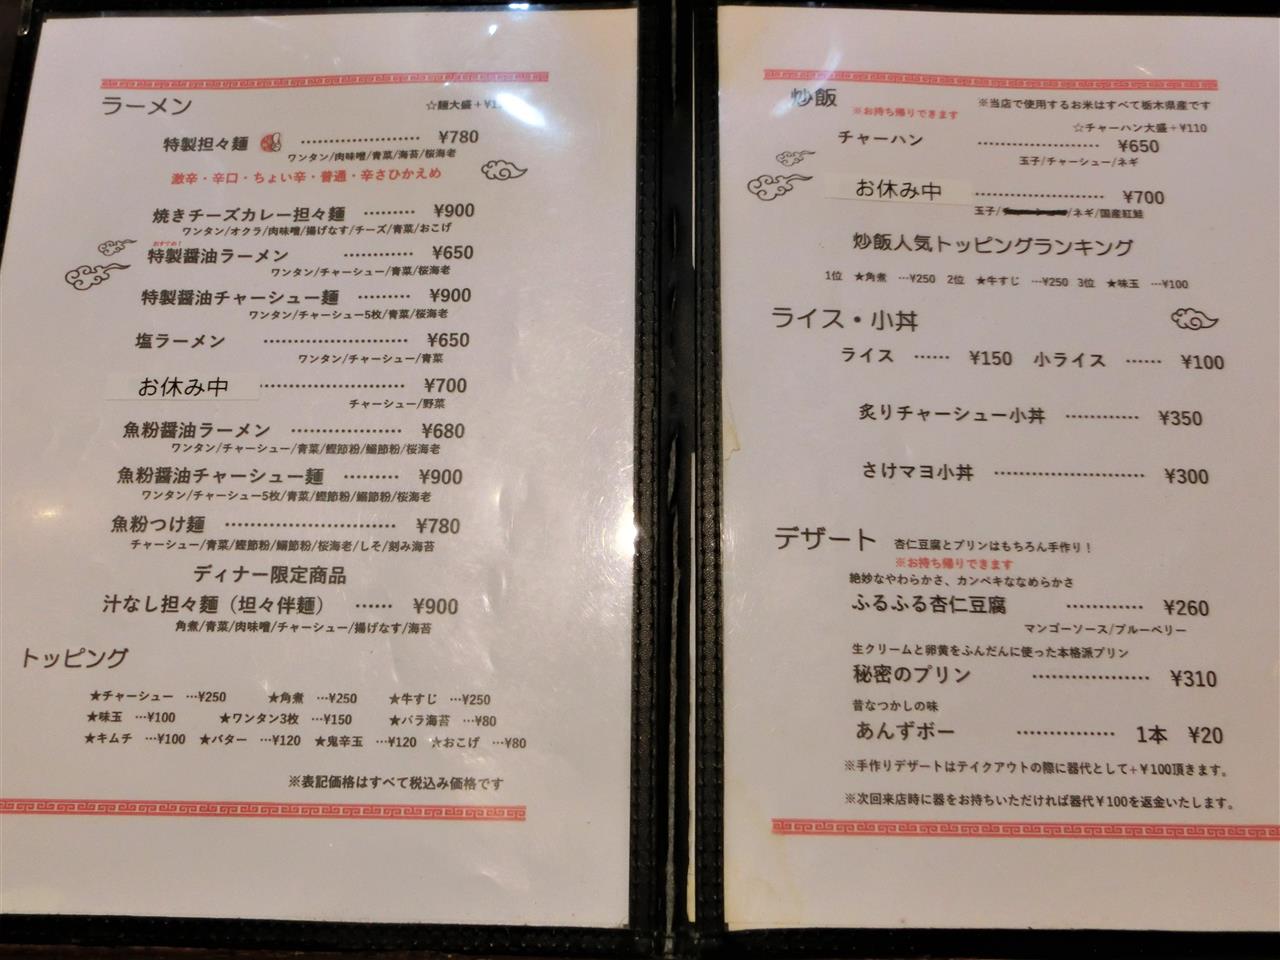 ラーメン
☆麺大盛+¥1
特製担々麺 ¥780
ワンタン/肉味噌/青菜/海苔/桜海老
激辛・辛口・ちょい辛・普通・辛さひかえめ
焼きチーズカレー担々麺 ¥900
ワンタン/オクラ/肉味噌/揚げなす/チーズ/青菜/おこげ
おすすめ!
特製醤油ラーメン ¥650
ワンタン/チャーシュー/青菜/桜海老
特製醤油チャーシュー麺 ¥900
ワンタン/チャーシュー5枚/青菜/桜海老
塩ラーメン ¥650
ワンタン/チャーシュー/青菜
お休み中 ¥700
チャーシュー/野菜
魚粉醤油ラーメン ¥680
ワンタン/チャーシュー/青菜/鰹節粉/鯖節粉/桜海老
魚粉醤油チャーシュー麺 ¥900
ワンタン/チャーシュー5枚/青菜/鰹節粉/鯖節粉/桜海老
魚粉つけ麺 ¥780
チャーシュー/青菜/鰹節粉/鯖節粉/桜海老/しそ/刻み海苔
ディナー限定商品
汁なし担々麺(坦々伴麺) ¥900
角煮/青菜/肉味噌/チャーシュー/揚げなす/海苔
トッピング
★チャーシュー …¥250 ★角煮 …¥250 ★牛すじ …¥250
★味玉 …¥100 ★ワンタン3枚 …¥150 ★バラ海苔 …¥80
★キムチ …¥100 ★バター …¥120 ★鬼辛玉 …¥120 ☆おこげ …¥80
※表記価格はすべて税込み価格です
炒飯
※お持ち帰りできます
※当店で使用するお米はすべて栃木県産です
☆チャーハン大盛+¥110
チャーハン ¥650
玉子/チャーシュー/ネギ
お休み中 ¥700
玉子/ /ネギ/国産紅鮭
炒飯人気トッピングランキング
1位 ★角煮 …¥250 2位 ★牛すじ …¥250 3位 ★味玉 …¥100
ライス・小丼
ライス …… ¥150 小ライス …… ¥100
炙りチャーシュー小丼 ¥350
さけマヨ小丼 ¥300
デザート 杏仁豆腐とプリンはもちろん手作り!
※お持ち帰りできます
絶妙なやわらかさ、カンペキななめらかさ
ふるふる杏仁豆腐 ¥260
マンゴーソース/ブルーベリー
生クリームと卵黄をふんだんに使った本格派プリン
秘密のプリン ¥310
昔なつかしの味
あんずボー 1本 ¥20
※手作りデザートはテイクアウトの際に器代として+¥100頂きます。
※次回来店時に器をお持ちいただければ器代¥100を返金いたします。